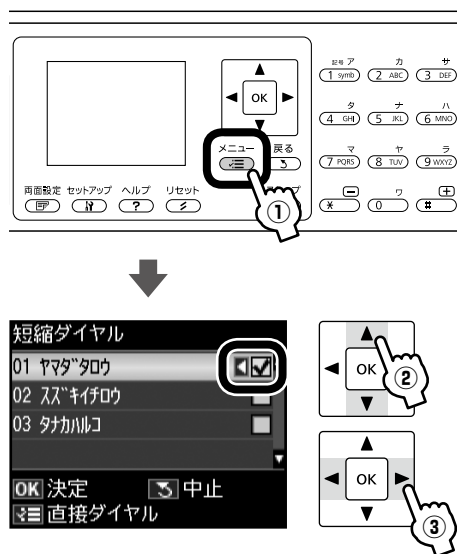 記号 ア カ サ
1 symb 2 ABC 3 DEF
OK
タ ナ ハ
4 GHI 5 JKL 6 MNO
メニュー 戻る
マ ヤ ラ
7 PQRS 8 TUV 9 WXYZ
両面設定 セットアップ ヘルプ リセット
?
プ
ワ
* 0 #
①
短縮ダイヤル
01 ヤマダタロウ
02 スズキイチロウ
03 タナカハルコ
OK 決定 中止
直接ダイヤル
OK
②
OK
③